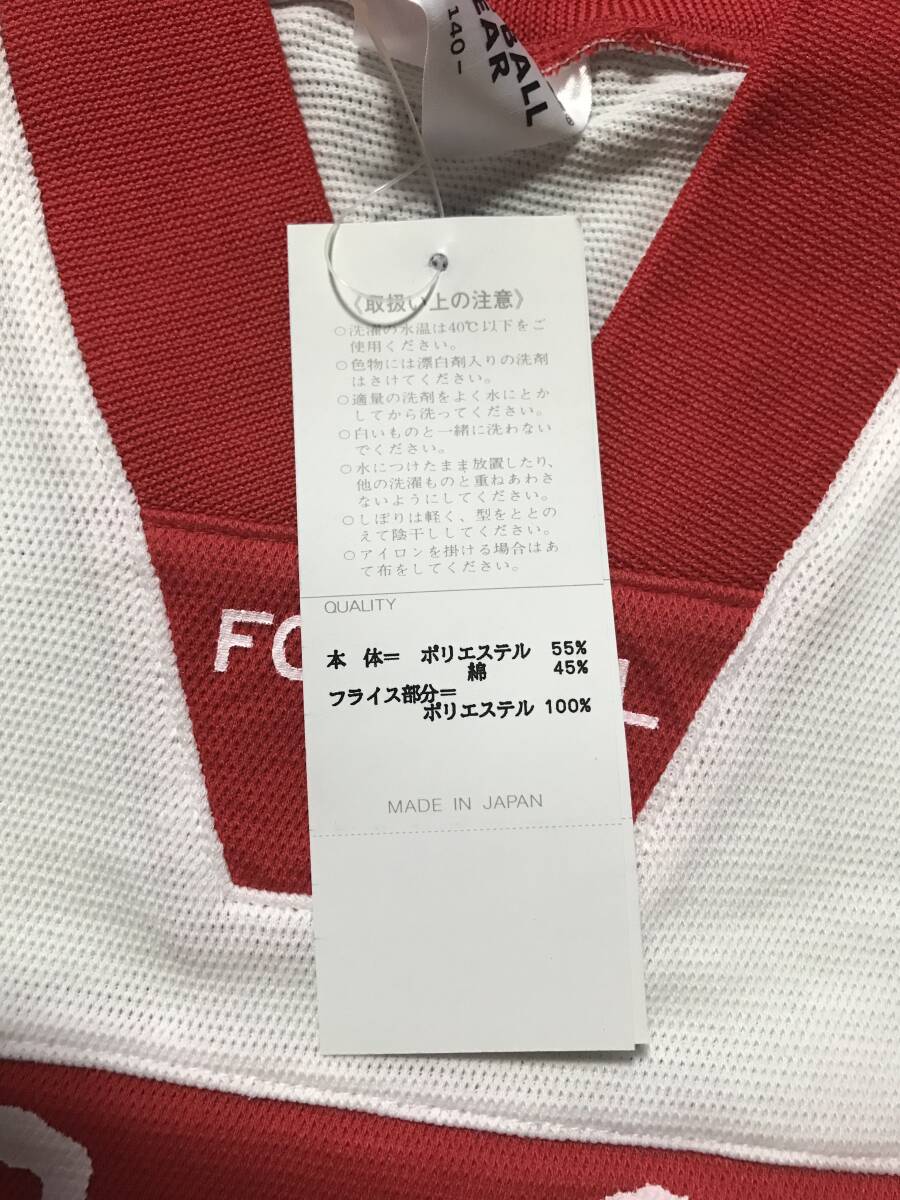 BALL
EAR
-140-
《取扱い上の注意》
○洗濯の水温は40℃以下をご
使用ください。
○色物には漂白剤入りの洗剤
はさけてください。
○適量の洗剤をよく水にとか
してから洗ってください。
○白いものと一緒に洗わない
でください。
○水につけたまま放置したり、
他の洗濯ものと重ねあわさ
ないようにしてください。
○しぼりは軽く、型をととの
えて陰干ししてください。
○アイロンを掛ける場合はあ
て布をしてください。
QUALITY
本 体= ポリエステル 55%
綿 45%
フライス部分=
ポリエステル 100%
MADE IN JAPAN